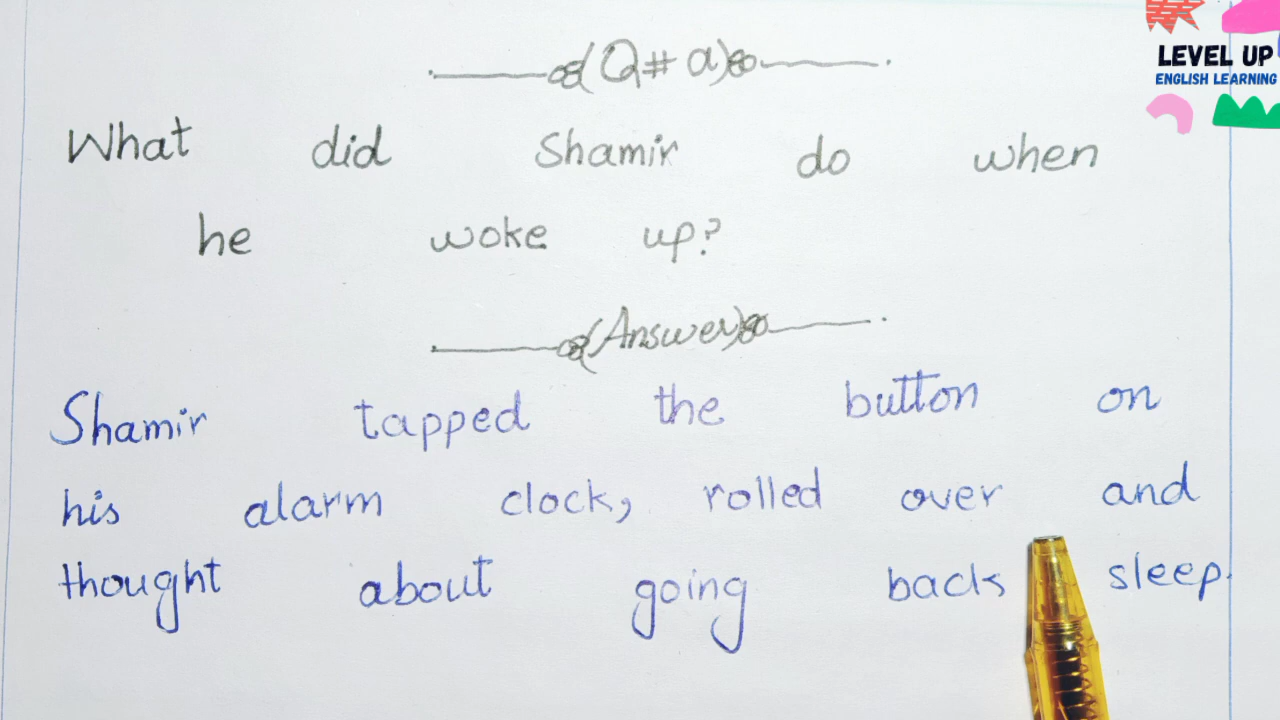 (Q# a)
LEVEL UP
ENGLISH LEARNING
What did Shamir do when
he woke up?
(Answer)
Shamir tapped the button on
his alarm clock, rolled over and
thought about going back sleep.